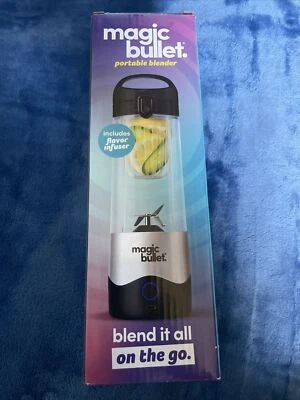 magic
bullet.
portable blender
includes
flavor
infuser
magic
bullet.
blend it all
on the go.